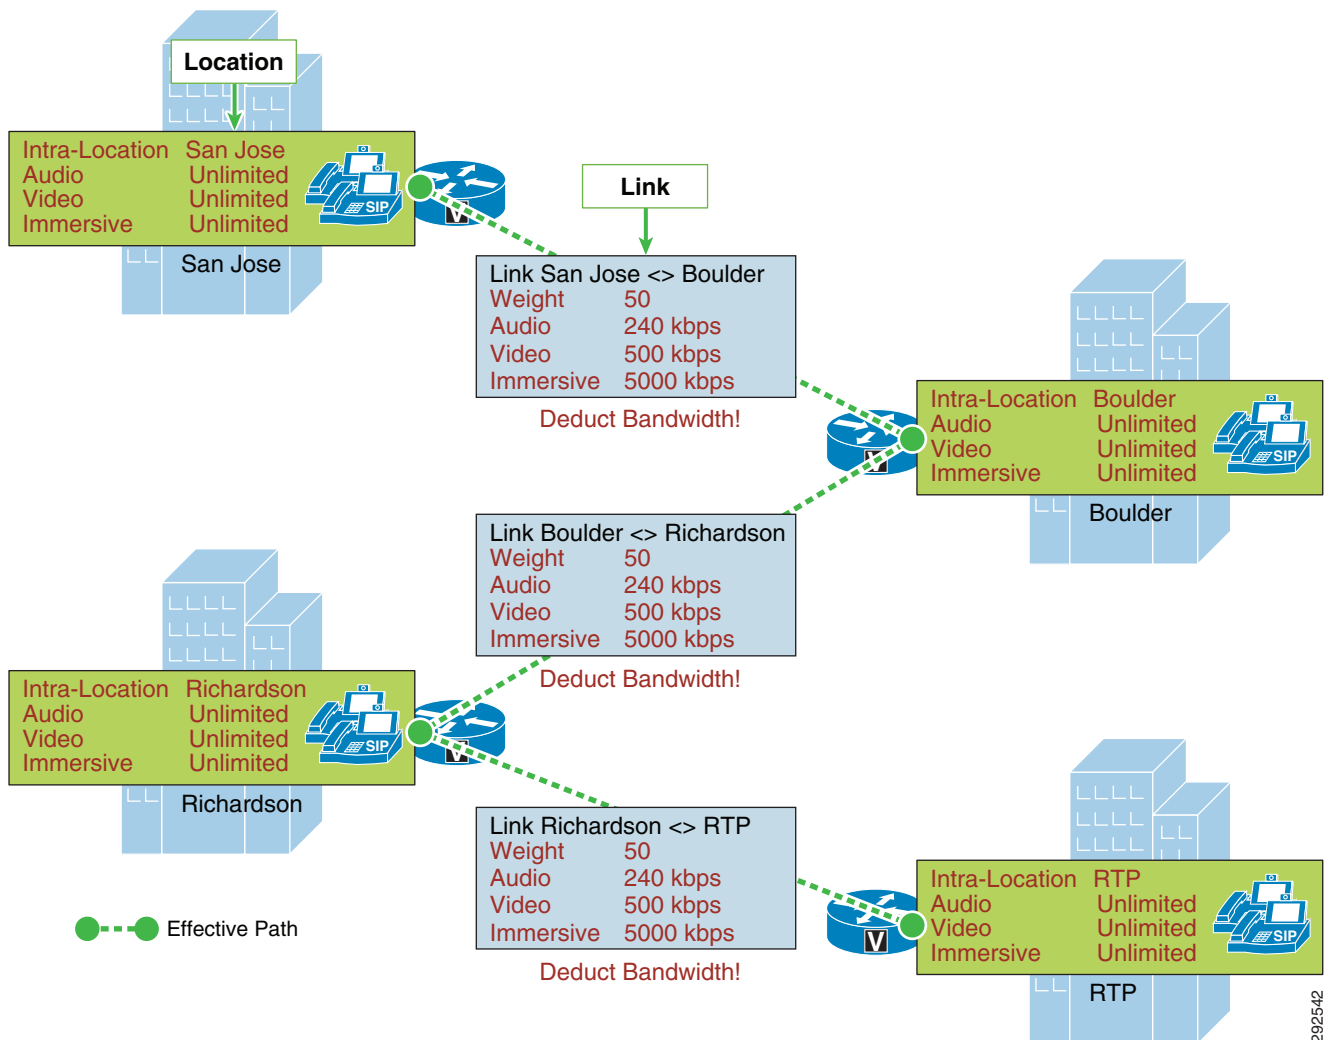 Location
Intra-Location San Jose
Audio Unlimited
Video Unlimited
Immersive Unlimited
SIP
V
San Jose
Link
Link San Jose <> Boulder
Weight 50
Audio 240 kbps
Video 500 kbps
Immersive 5000 kbps
Deduct Bandwidth!
Intra-Location Boulder
Audio Unlimited
Video Unlimited
Immersive Unlimited
SIP
V
Boulder
Link Boulder <> Richardson
Weight 50
Audio 240 kbps
Video 500 kbps
Immersive 5000 kbps
Deduct Bandwidth!
Intra-Location Richardson
Audio Unlimited
Video Unlimited
Immersive Unlimited
SIP
V
Richardson
Link Richardson <> RTP
Weight 50
Audio 240 kbps
Video 500 kbps
Immersive 5000 kbps
Deduct Bandwidth!
Intra-Location RTP
Audio Unlimited
Video Unlimited
Immersive Unlimited
SIP
V
RTP
Effective Path
292542